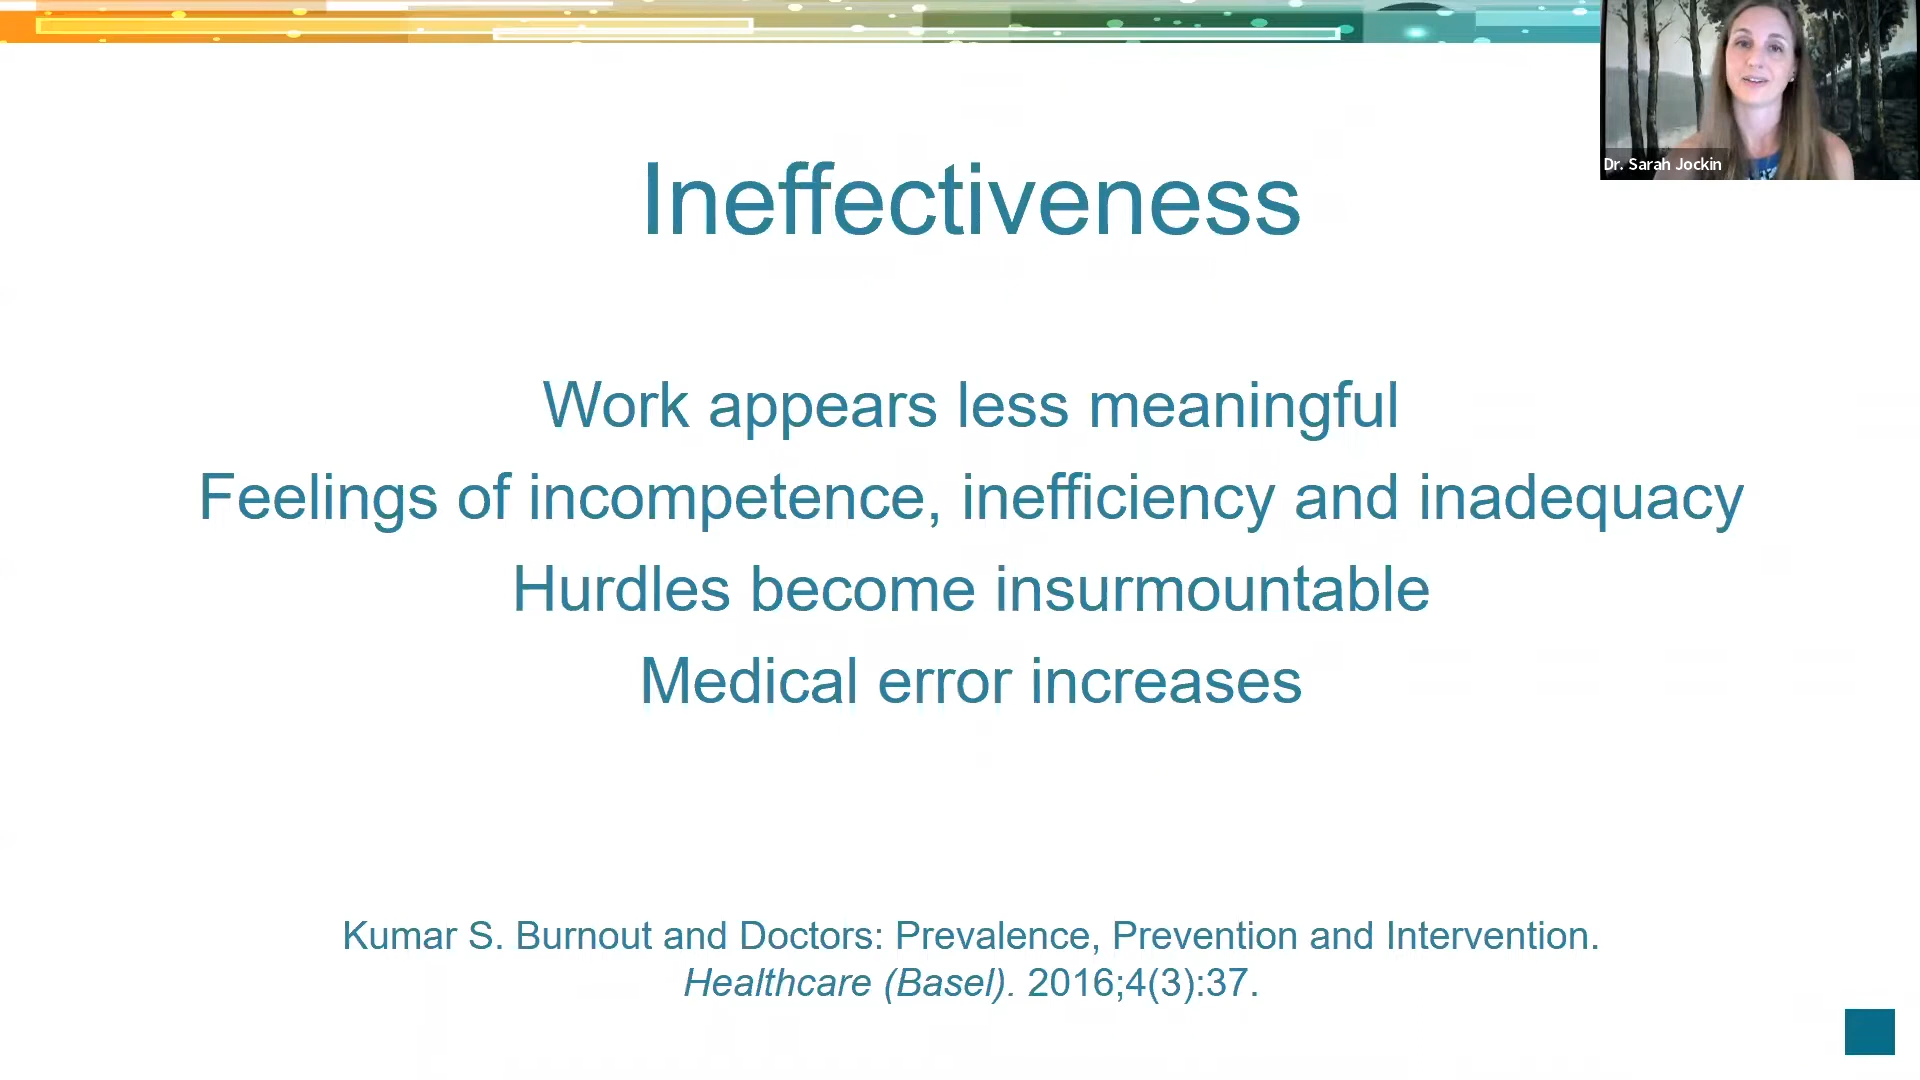 Dr. Sarah Jockin
Ineffectiveness
Work appears less meaningful
Feelings of incompetence, inefficiency and inadequacy
Hurdles become insurmountable
Medical error increases
Kumar S. Burnout and Doctors: Prevalence, Prevention and Intervention.
Healthcare (Basel). 2016;4(3):37.